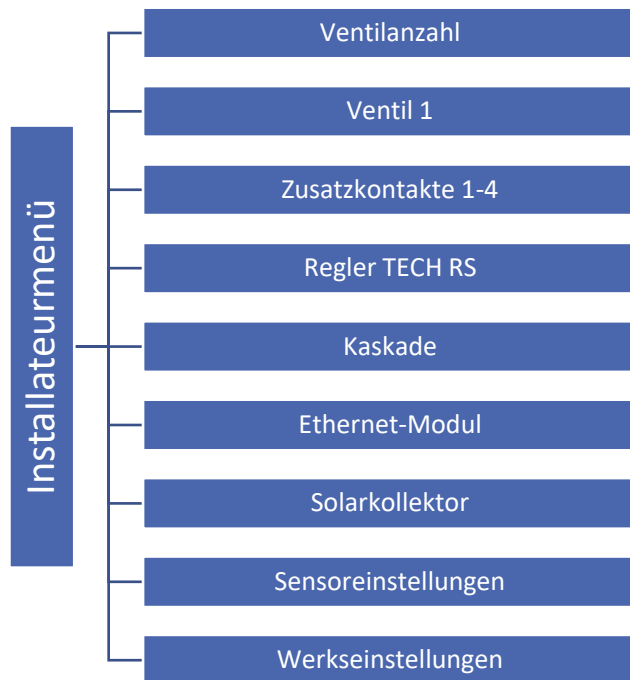 Installateurmenü
Ventilanzahl
Ventil 1
Zusatzkontakte 1-4
Regler TECH RS
Kaskade
Ethernet-Modul
Solarkollektor
Sensoreinstellungen
Werkseinstellungen